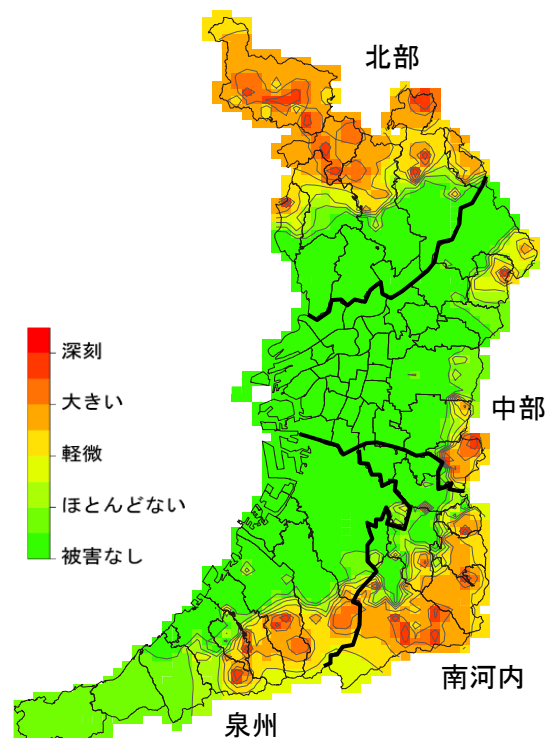 北部
深刻
大きい
軽微
ほとんどない
被害なし
中部
南河内
泉州